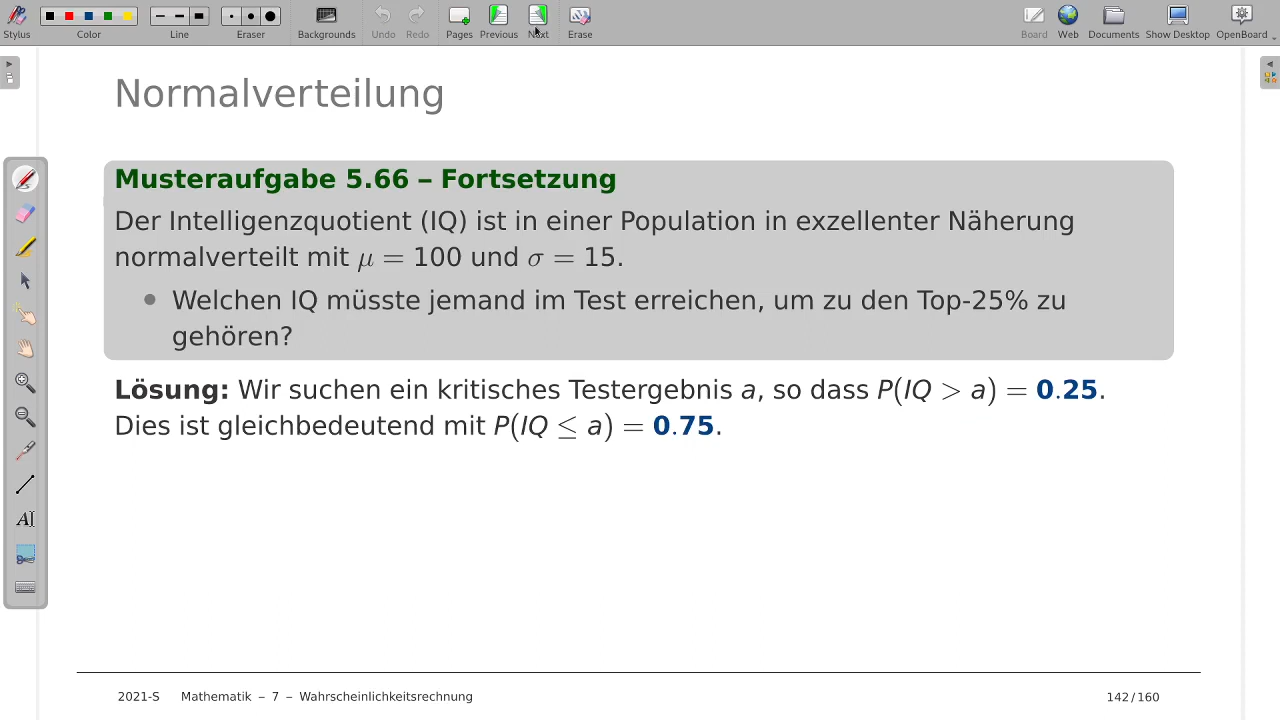 Stylus Color Line Eraser Backgrounds Undo Redo Pages Previous Next Erase Board Web Documents Show Desktop OpenBoard
Normalverteilung
Musteraufgabe 5.66 – Fortsetzung
Der Intelligenzquotient (IQ) ist in einer Population in exzellenter Näherung
normalverteilt mit μ = 100 und σ = 15.
• Welchen IQ müsste jemand im Test erreichen, um zu den Top-25% zu
gehören?
Lösung: Wir suchen ein kritisches Testergebnis a, so dass P(IQ > a) = 0.25.
Dies ist gleichbedeutend mit P(IQ ≤ a) = 0.75.
AI
2021-S Mathematik – 7 – Wahrscheinlichkeitsrechnung 142/160